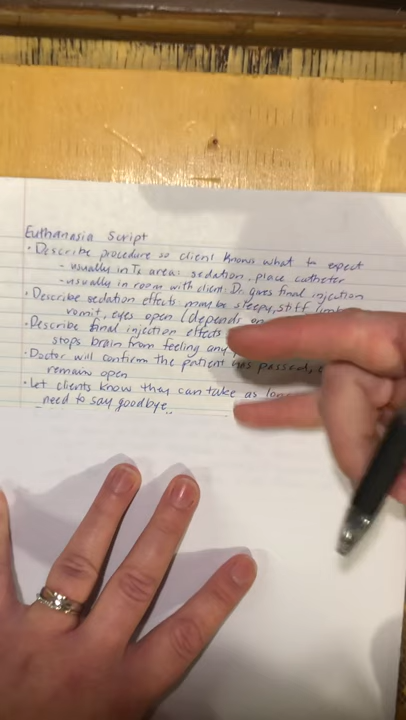 Euthanasia Script
• Describe procedure so client knows what to expect
- usually in Tx area: sedation, place catheter
- usually in room with client: Dr. gives final injection
• Describe sedation effects: may be sleepy, stiff
vomit, eyes open (depends on
• Describe final injection effects
stops brain from feeling
• Doctor will confirm the patient has passed,
remain open
• Let clients know they can take as
need to say goodbye